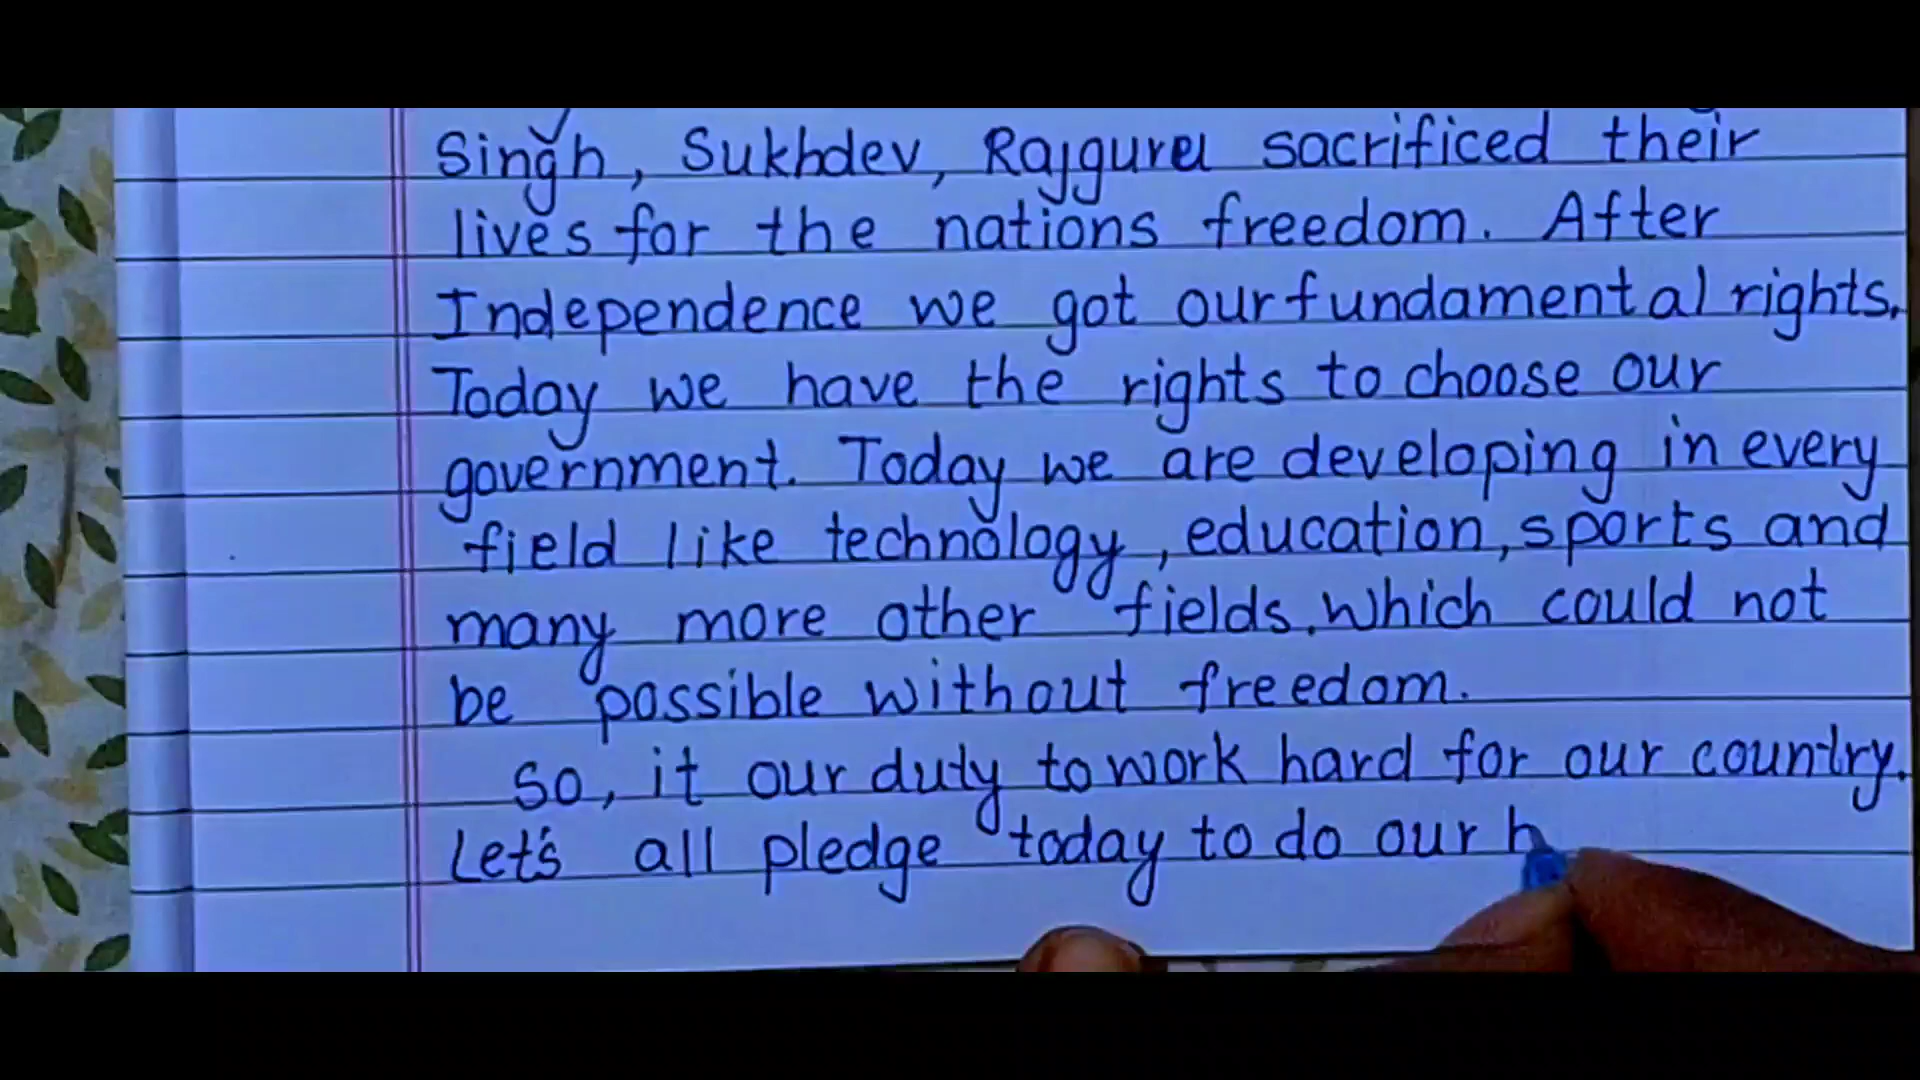 Singh, Sukhdev, Rajguru sacrificed their
lives for the nations freedom. After
Independence we got our fundamental rights.
Today we have the rights to choose our
government. Today we are developing in every
field like technology, education, sports and
many more other fields. which could not
be possible without freedom.
So, it our duty to work hard for our country.
Let's all pledge today to do our